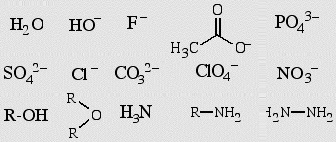 H₂O HO⁻ F⁻ O H₃C O⁻ PO₄³⁻
SO₄²⁻ Cl⁻ CO₃²⁻ ClO₄⁻ NO₃⁻
R-OH R O R H₃N R—NH₂ H₂N—NH₂